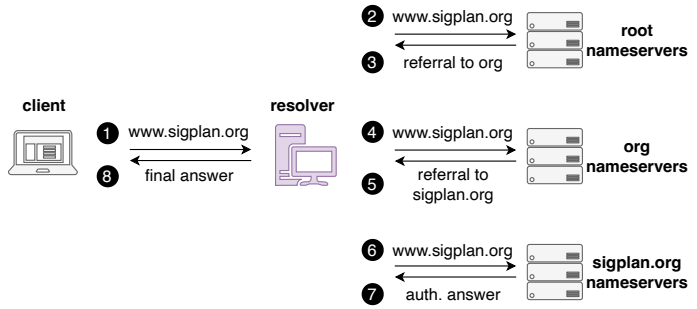 client
1 www.sigplan.org
8 final answer
resolver
2 www.sigplan.org
3 referral to org
root
nameservers
4 www.sigplan.org
5 referral to
sigplan.org
org
nameservers
6 www.sigplan.org
7 auth. answer
sigplan.org
nameservers